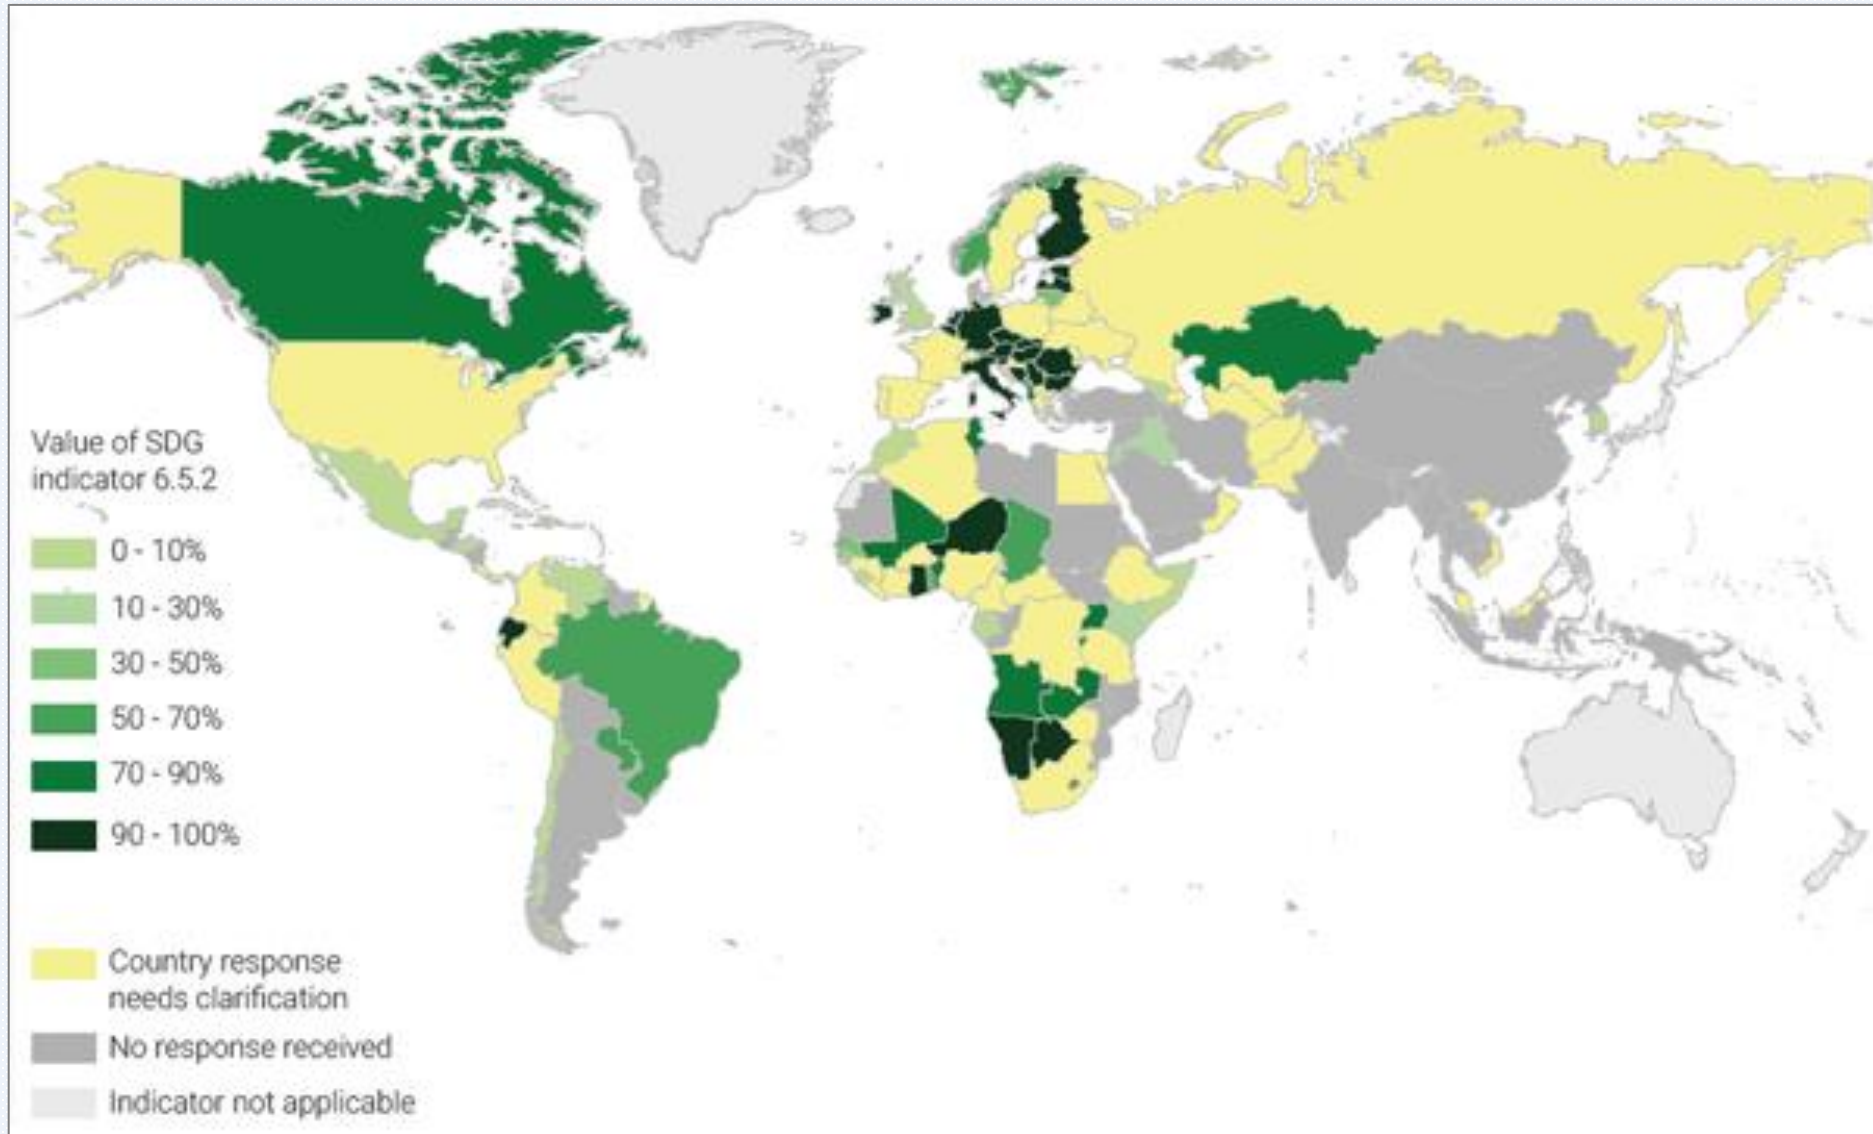 Value of SDG
indicator 6.5.2
0 - 10%
10 - 30%
30 - 50%
50 - 70%
70 - 90%
90 - 100%
Country response
needs clarification
No response received
Indicator not applicable